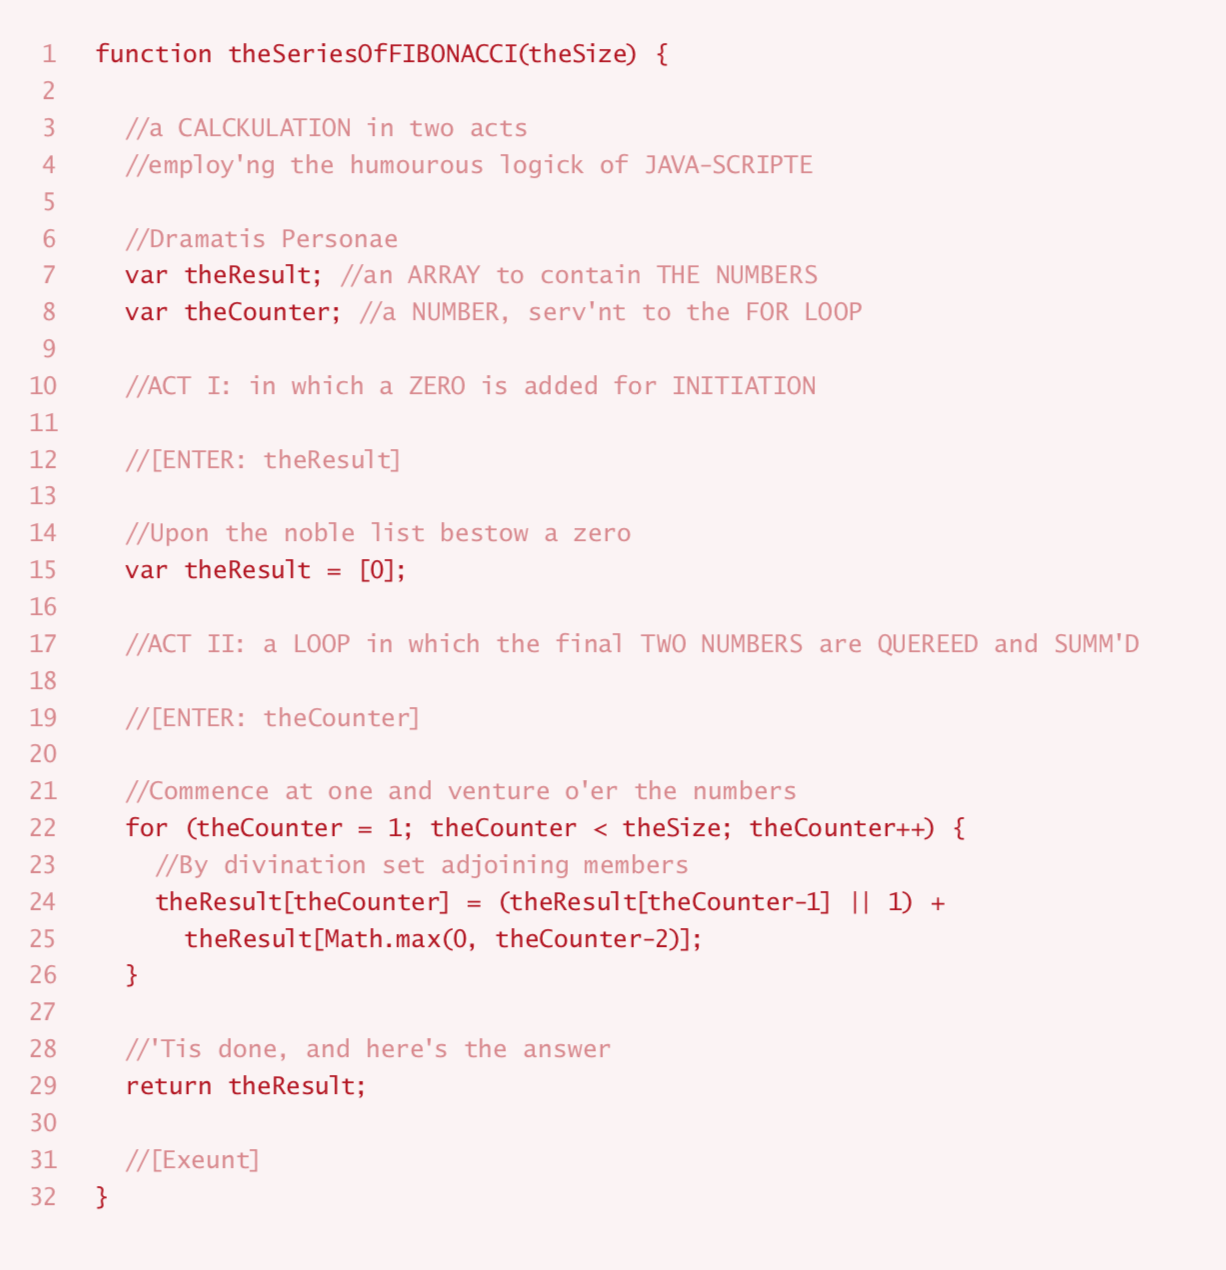 1 function theSeriesOfFIBONACCI(theSize) {
2
3 //a CALCKULATION in two acts
4 //employ'ng the humourous logick of JAVA-SCRIPTE
5
6 //Dramatis Personae
7 var theResult; //an ARRAY to contain THE NUMBERS
8 var theCounter; //a NUMBER, serv'nt to the FOR LOOP
9
10 //ACT I: in which a ZERO is added for INITIATION
11
12 //[ENTER: theResult]
13
14 //Upon the noble list bestow a zero
15 var theResult = [0];
16
17 //ACT II: a LOOP in which the final TWO NUMBERS are QUEREED and SUMM'D
18
19 //[ENTER: theCounter]
20
21 //Commence at one and venture o'er the numbers
22 for (theCounter = 1; theCounter < theSize; theCounter++) {
23 //By divination set adjoining members
24 theResult[theCounter] = (theResult[theCounter-1] || 1) +
25 theResult[Math.max(0, theCounter-2)];
26 }
27
28 //'Tis done, and here's the answer
29 return theResult;
30
31 //[Exeunt]
32 }